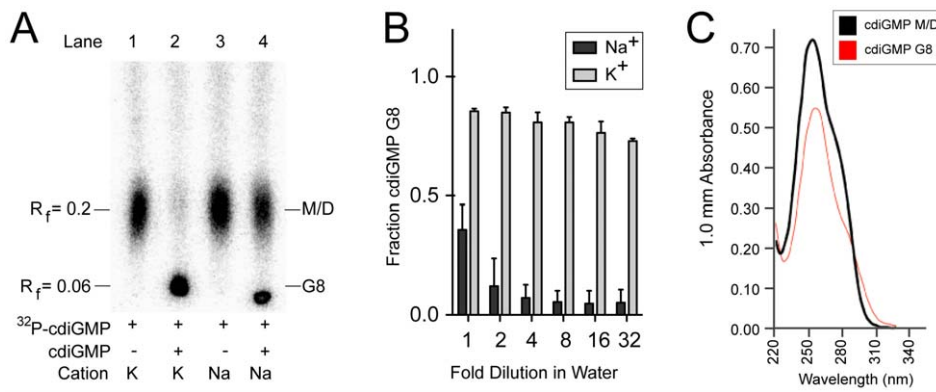 A
Lane 1 2 3 4
R f = 0.2
M/D
R f = 0.06
G8
32P-cdiGMP + + + +
cdiGMP - + - +
Cation K K Na Na
B
Na+
K+
Fraction cdiGMP G8
1.0
0.5
0.0
1 2 4 8 16 32
Fold Dilution in Water
C
cdiGMP M/D
cdiGMP G8
1.0 mm Absorbance
0.70
0.60
0.50
0.40
0.30
0.20
0.10
0.00
220 250 280 310 340
Wavelength (nm)